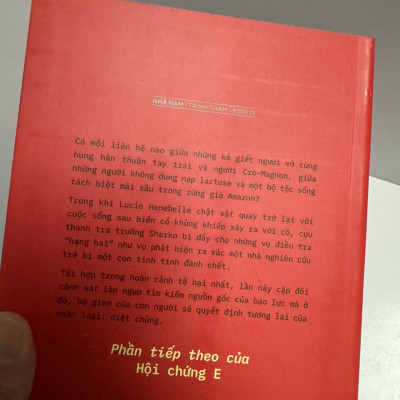 NHÃ NAM | TRINH THÁM - KINH DỊ
Có mối liên hệ nào giữa những kẻ giết người vô cùng
hung hãn thuận tay trái và người Cro-Magnon, giữa
những người không dung nạp lactose và một bộ tộc sống
tách biệt mãi sâu trong rừng già Amazon?
Trong khi Lucie Henebelle chật vật quay trở lại với
cuộc sống sau biến cố khủng khiếp xảy ra với cô, cựu
thanh tra trưởng Sharko bị đẩy cho những vụ điều tra
"hạng hai" như vụ phát hiện ra xác một nhà nghiên cứu
trẻ bị một con tinh tinh đánh chết.
Tái hợp trong hoàn cảnh tệ hại nhất, lần này cặp đôi
cảnh sát lặn ngụp tìm kiếm nguồn gốc của bạo lực mà ở
đó, bộ gien của con người sẽ quyết định tương lai của
nhân loại: diệt chủng.
Phần tiếp theo của
Hội chứng E